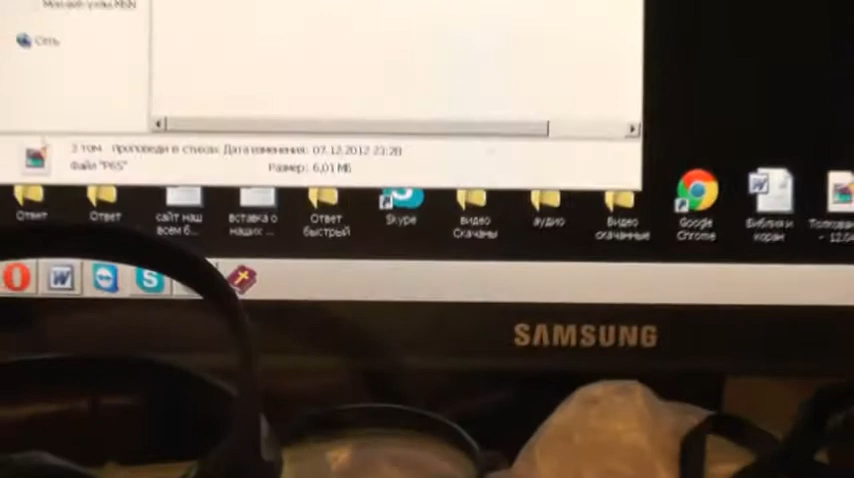 Сеть
3 том проповеди в стихах Дата изменения: 07.12.2012 23:28
Файл "P65" Размер: 6,01 МБ
Ответ
Ответ
сайт наш всем б...
вставка о наших ...
Ответ быстрый
Skype
видео Скачаны
аудио
Видео скачанные
Google Chrome
Библия и коран
SAMSUNG